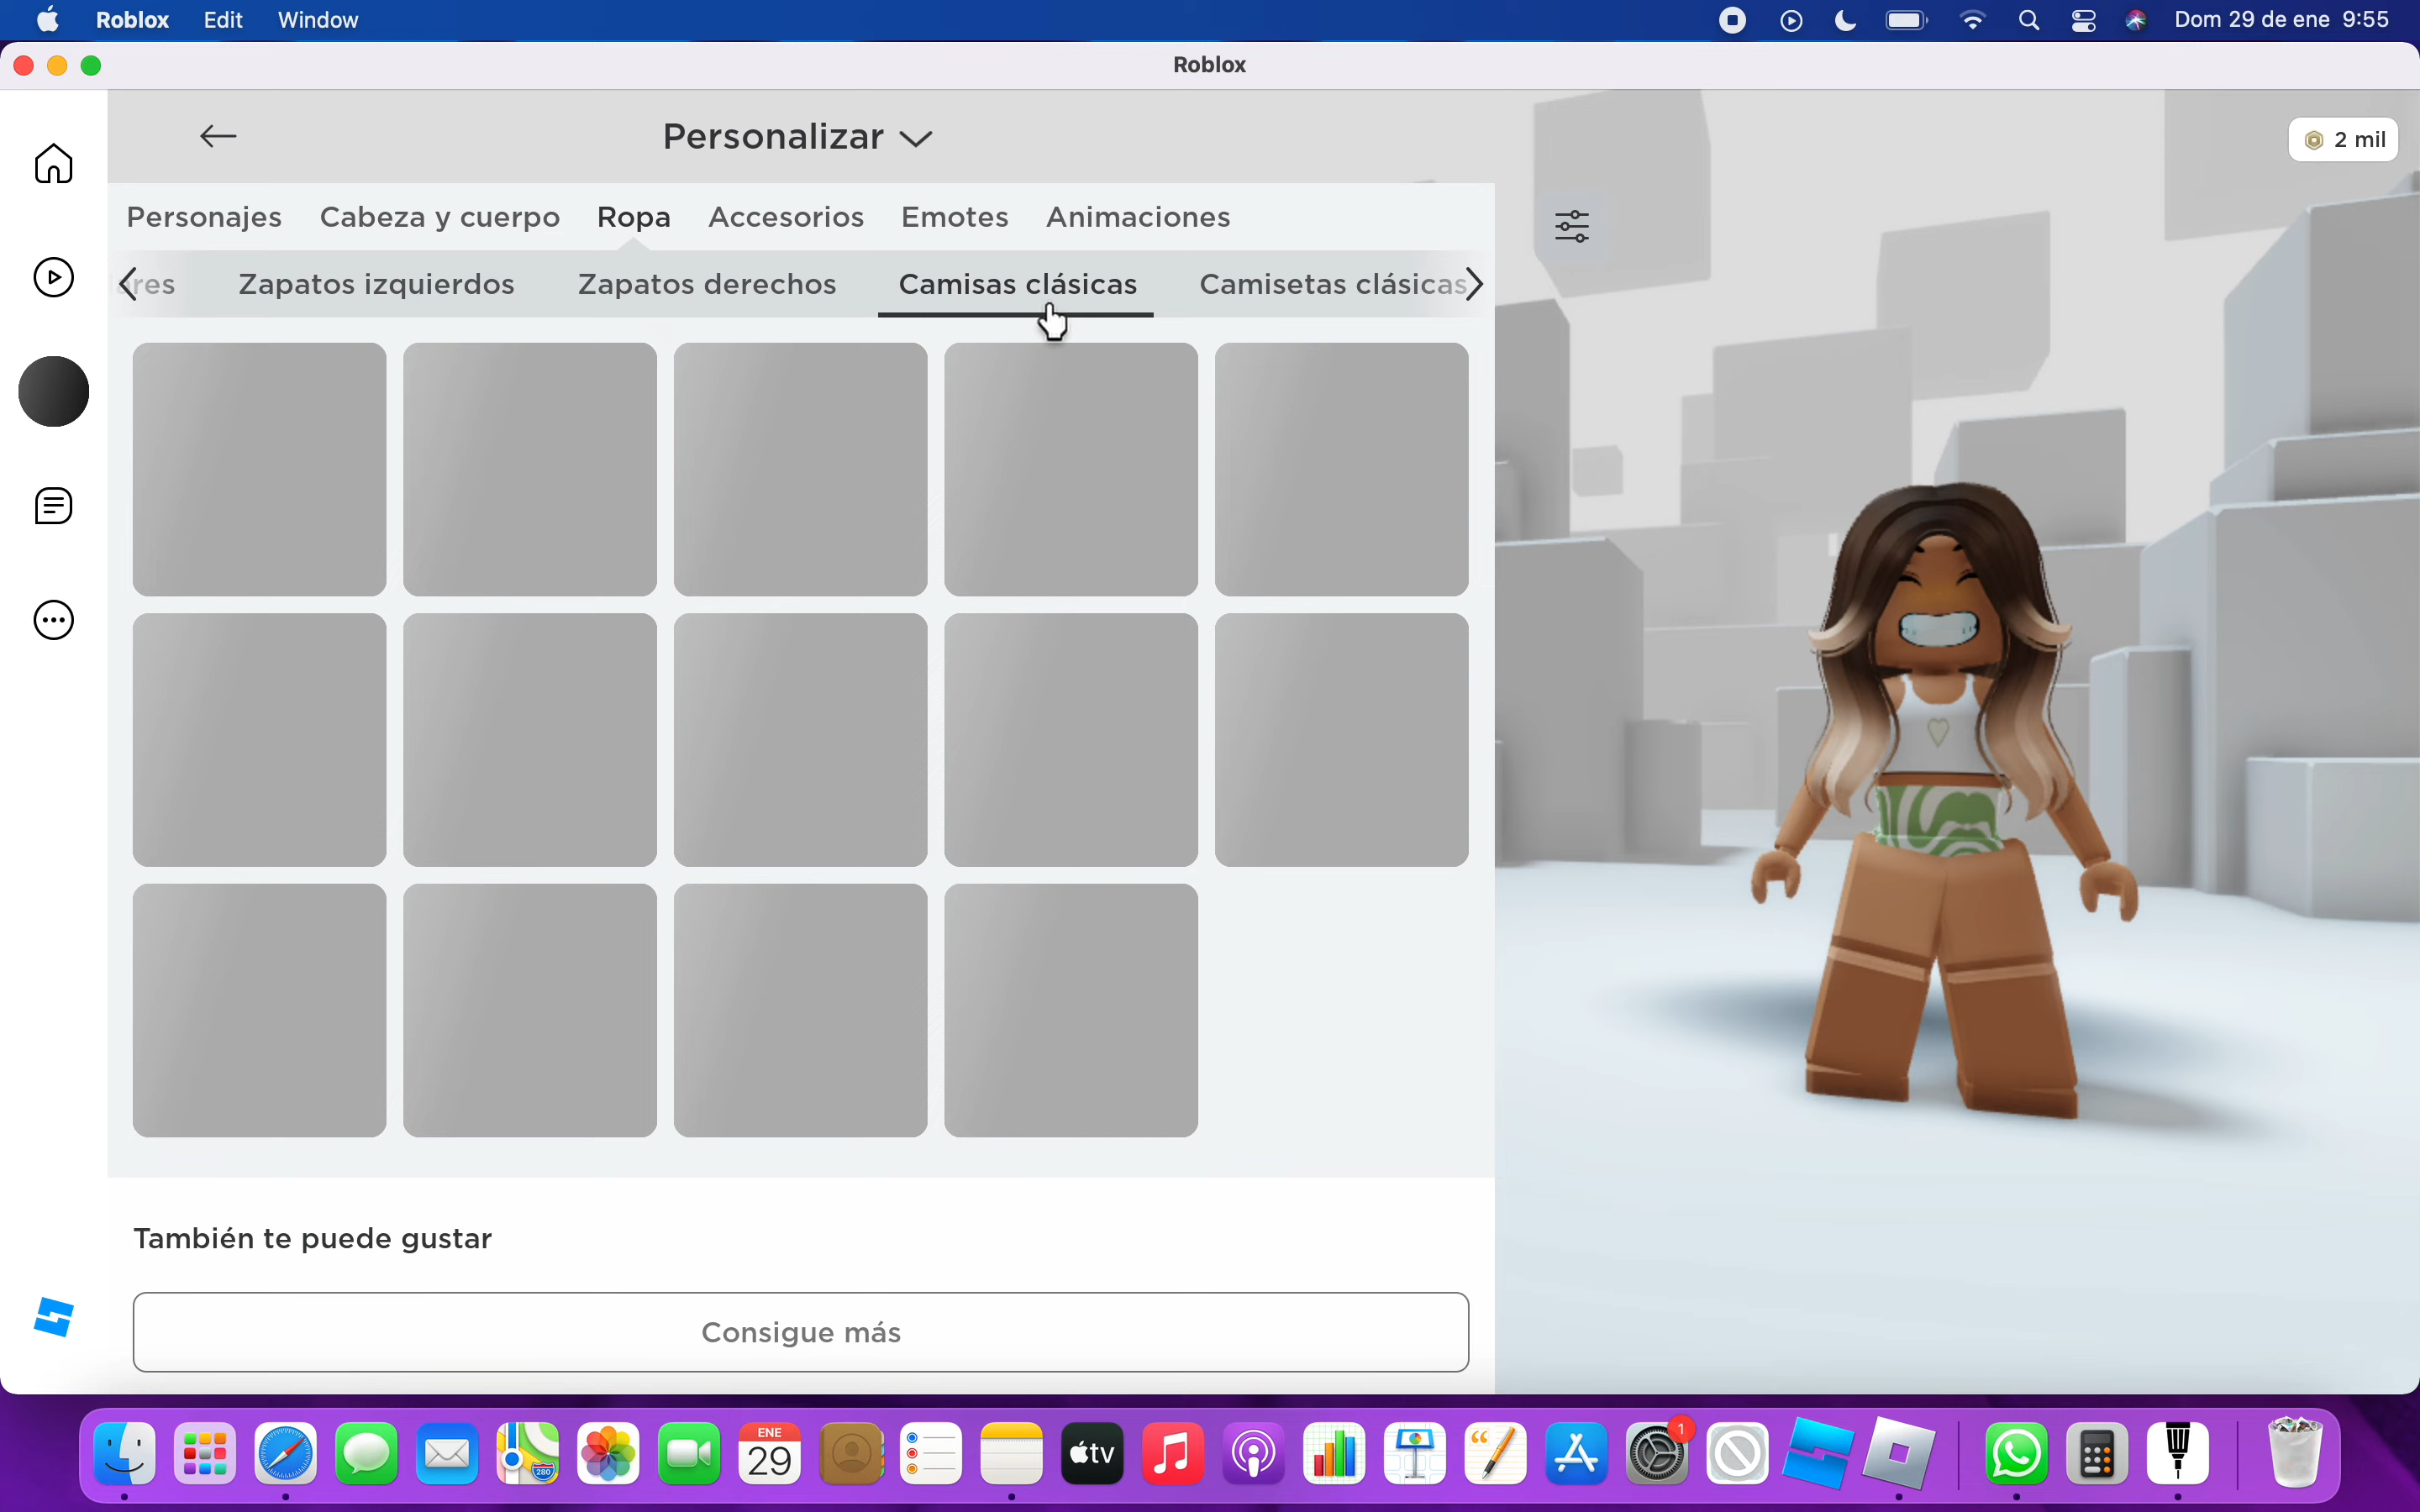 Roblox Edit Window Dom 29 de ene 9:55
Roblox
Personalizar
2 mil
Personajes Cabeza y cuerpo Ropa Accesorios Emotes Animaciones
res Zapatos izquierdos Zapatos derechos Camisas clásicas Camisetas clásicas
También te puede gustar
Consigue más
280
ENE
29
tv
1